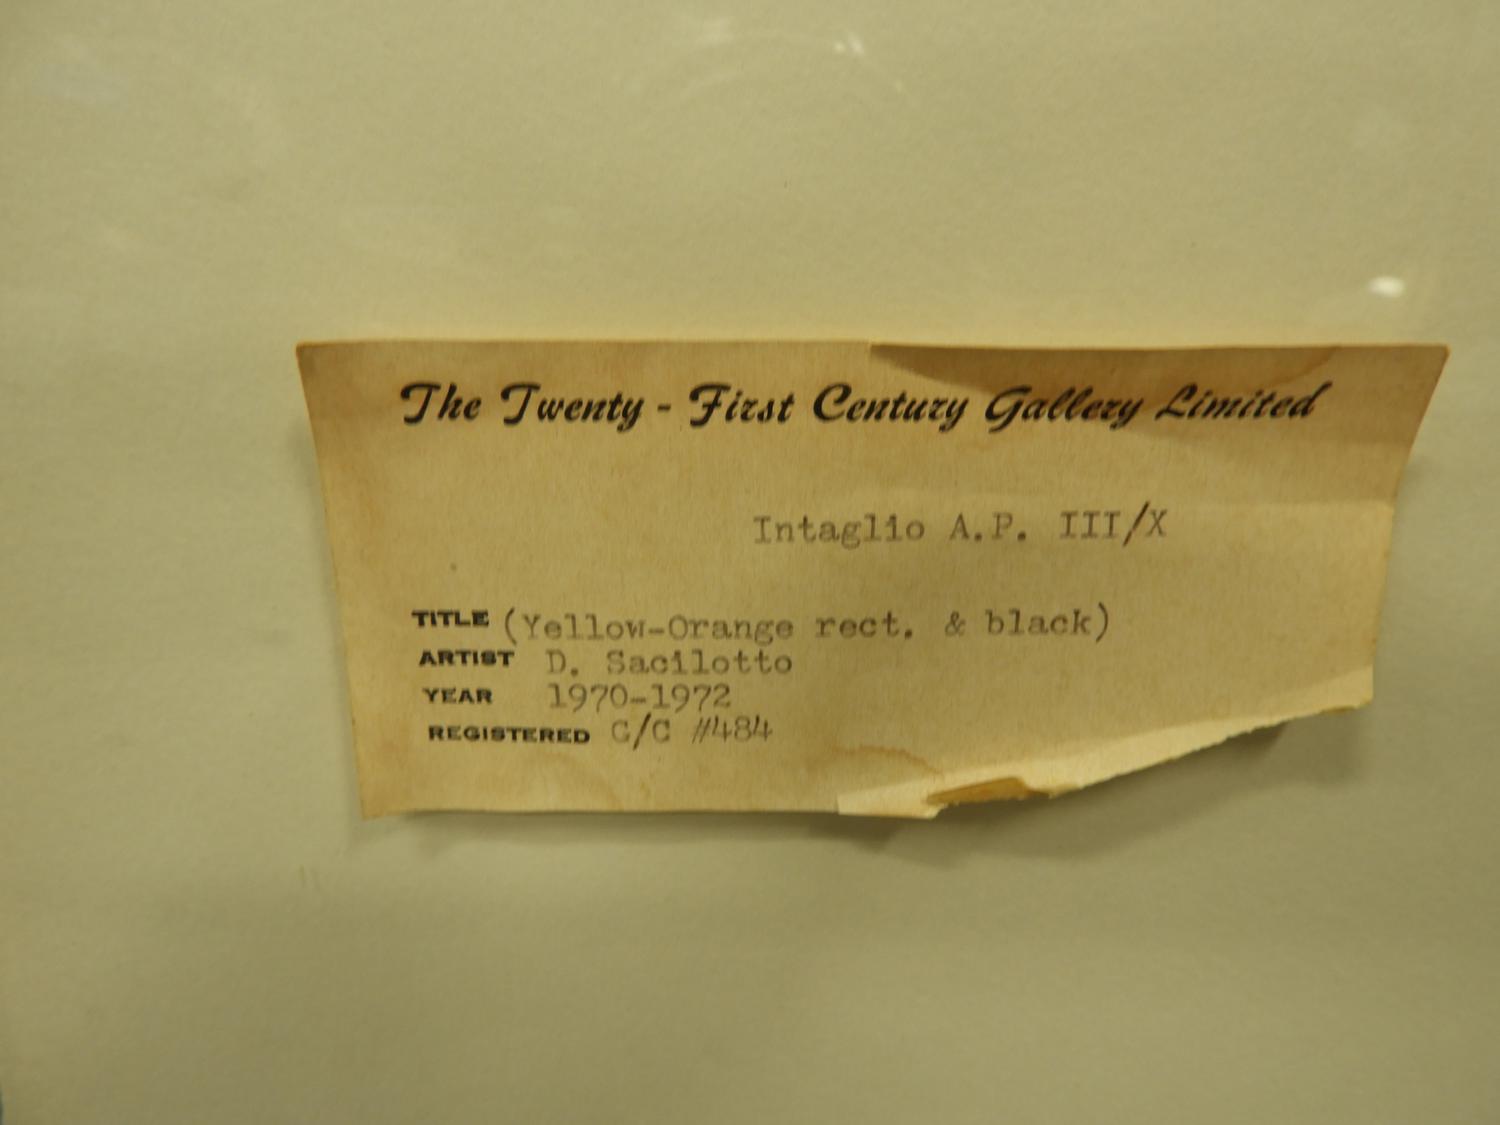 The Twenty - First Century Gallery Limited
Intaglio A.P. III/X
TITLE (Yellow-Orange rect. & black)
ARTIST D. Sacilotto
YEAR 1970-1972
REGISTERED C/C #484